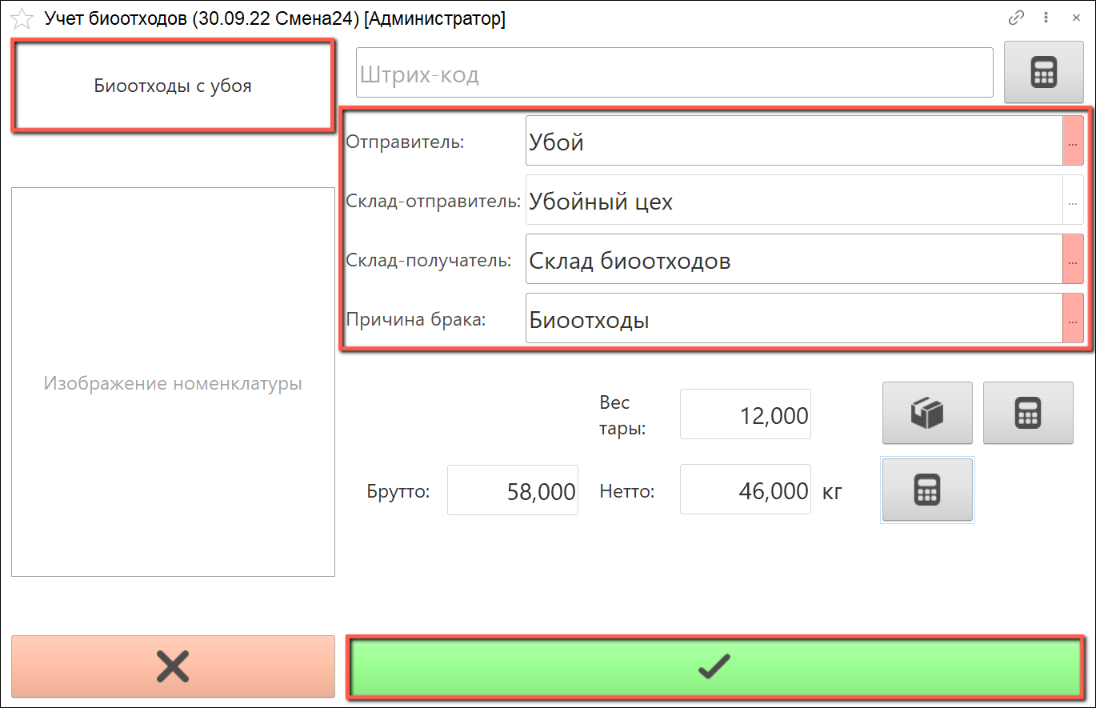 Учет биоотходов (30.09.22 Смена24) [Администратор]
Биоотходы с убоя
Штрих-код
Отправитель: Убой ...
Склад-отправитель: Убойный цех ...
Склад-получатель: Склад биоотходов ...
Причина брака: Биоотходы ...
Изображение номенклатуры
Вес
тары: 12,000
Брутто: 58,000 Нетто: 46,000 кг